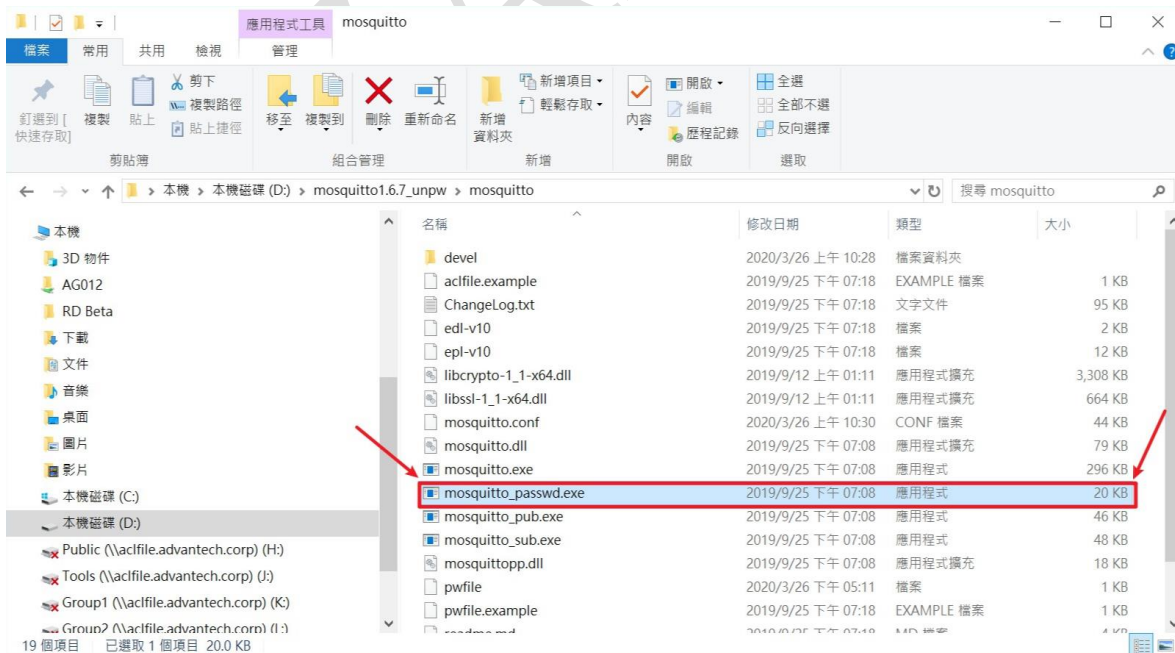 應用程式工具 mosquitto
檔案 常用 共用 檢視 管理
釘選到 [快速存取]
複製
貼上
剪下
複製路徑
貼上捷徑
剪貼簿
移至
複製到
刪除
重新命名
組合管理
新增資料夾
新增項目
輕鬆存取
新增
內容
開啟
編輯
歷程記錄
開啟
全選
全部不選
反向選擇
選取
本機 > 本機磁碟 (D:) > mosquitto1.6.7_unpw > mosquitto
搜尋 mosquitto
本機
3D 物件
AG012
RD Beta
下載
文件
音樂
桌面
圖片
影片
本機磁碟 (C:)
本機磁碟 (D:)
Public (\\aclfile.advantech.corp) (H:)
Tools (\\aclfile.advantech.corp) (J:)
Group1 (\\aclfile.advantech.corp) (K:)
Group2 (\\aclfile.advantech.corp) (L:)
名稱 修改日期 類型 大小
devel 2020/3/26 上午 10:28 檔案資料夾
aclfile.example 2019/9/25 下午 07:18 EXAMPLE 檔案 1 KB
ChangeLog.txt 2019/9/25 下午 07:18 文字文件 95 KB
edl-v10 2019/9/25 下午 07:18 檔案 2 KB
epl-v10 2019/9/25 下午 07:18 檔案 12 KB
libcrypto-1_1-x64.dll 2019/9/12 上午 01:11 應用程式擴充 3,308 KB
libssl-1_1-x64.dll 2019/9/12 上午 01:11 應用程式擴充 664 KB
mosquitto.conf 2020/3/26 上午 10:30 CONF 檔案 44 KB
mosquitto.dll 2019/9/25 下午 07:08 應用程式擴充 79 KB
mosquitto.exe 2019/9/25 下午 07:08 應用程式 296 KB
mosquitto_passwd.exe 2019/9/25 下午 07:08 應用程式 20 KB
mosquitto_pub.exe 2019/9/25 下午 07:08 應用程式 46 KB
mosquitto_sub.exe 2019/9/25 下午 07:08 應用程式 48 KB
mosquittopp.dll 2019/9/25 下午 07:08 應用程式擴充 18 KB
pwfile 2020/3/26 下午 05:11 檔案 1 KB
pwfile.example 2019/9/25 下午 07:18 EXAMPLE 檔案 1 KB
readme.md 2019/9/25 下午 07:18 MD 檔案 4 KB
19 個項目 已選取 1 個項目 20.0 KB